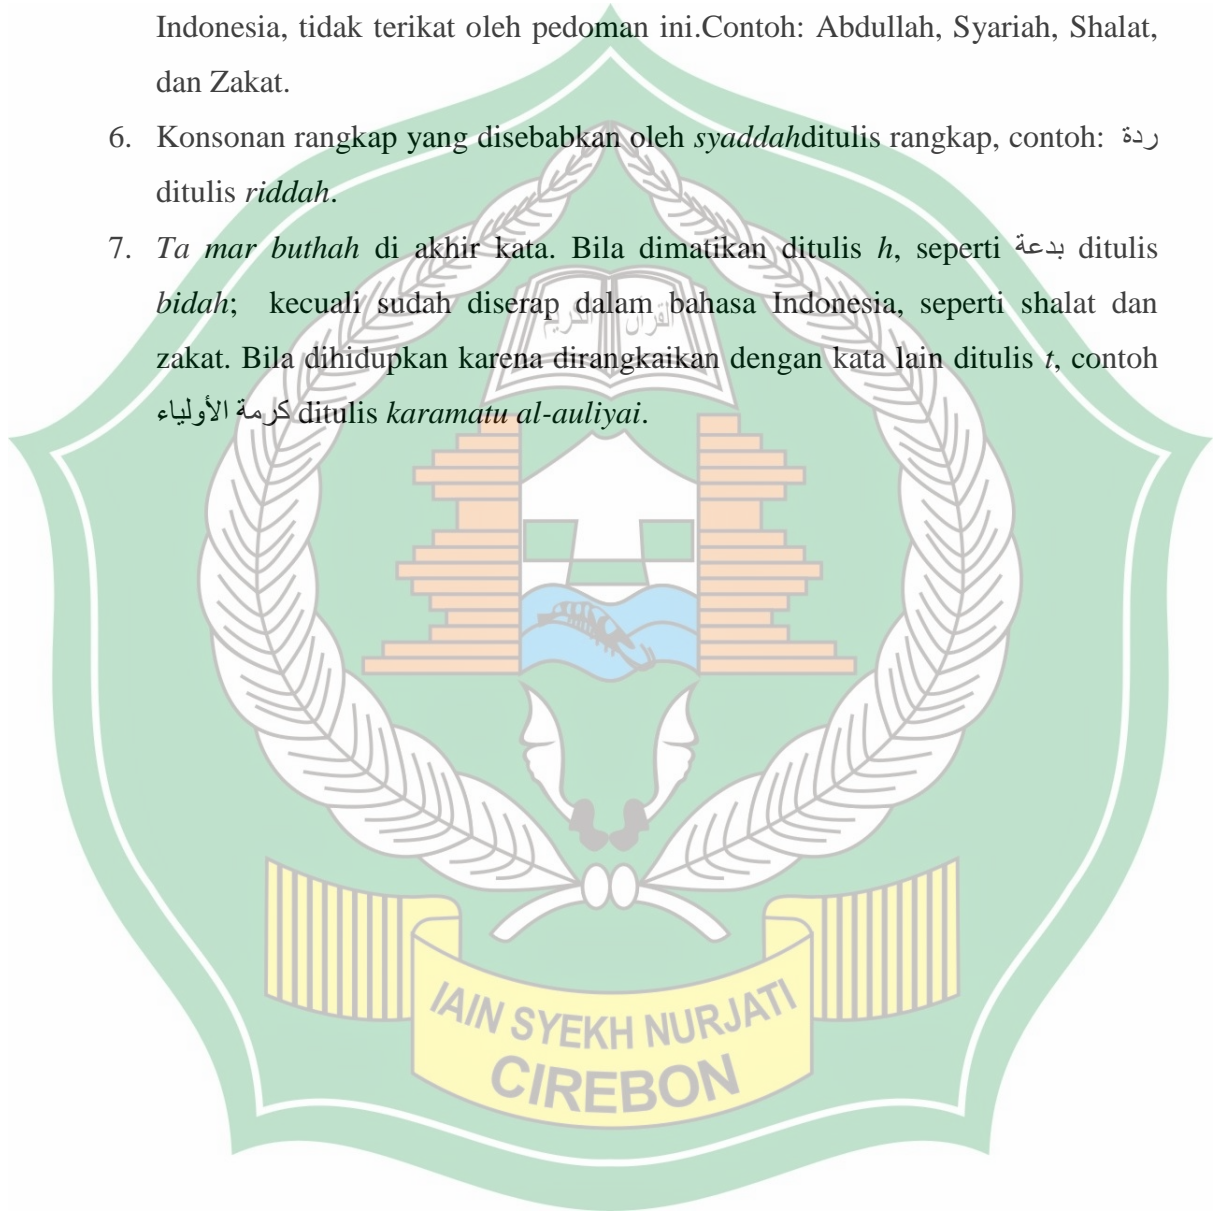 Indonesia, tidak terikat oleh pedoman ini.Contoh: Abdullah, Syariah, Shalat,
dan Zakat.
6. Konsonan rangkap yang disebabkan oleh syaddahditulis rangkap, contoh: ردة
ditulis riddah.
7. Ta mar buthah di akhir kata. Bila dimatikan ditulis h, seperti بدعة ditulis
bidah; kecuali sudah diserap dalam bahasa Indonesia, seperti shalat dan
zakat. Bila dihidupkan karena dirangkaikan dengan kata lain ditulis t, contoh
كرمة الأولياء ditulis karamatu al-auliyai.
القران الكريم
IAIN SYEKH NURJATI
CIREBON